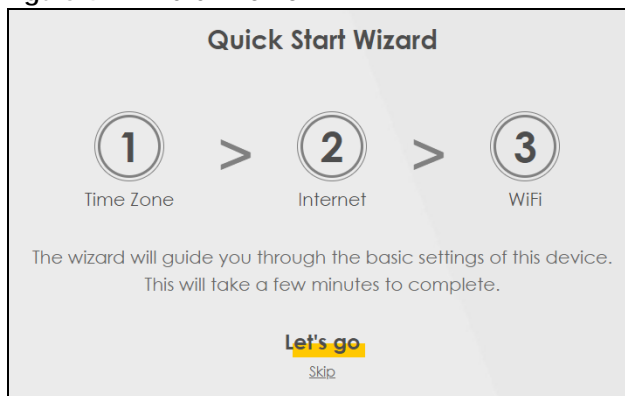 Quick Start Wizard
1 > 2 > 3
Time Zone Internet WiFi
The wizard will guide you through the basic settings of this device.
This will take a few minutes to complete.
Let's go
Skip